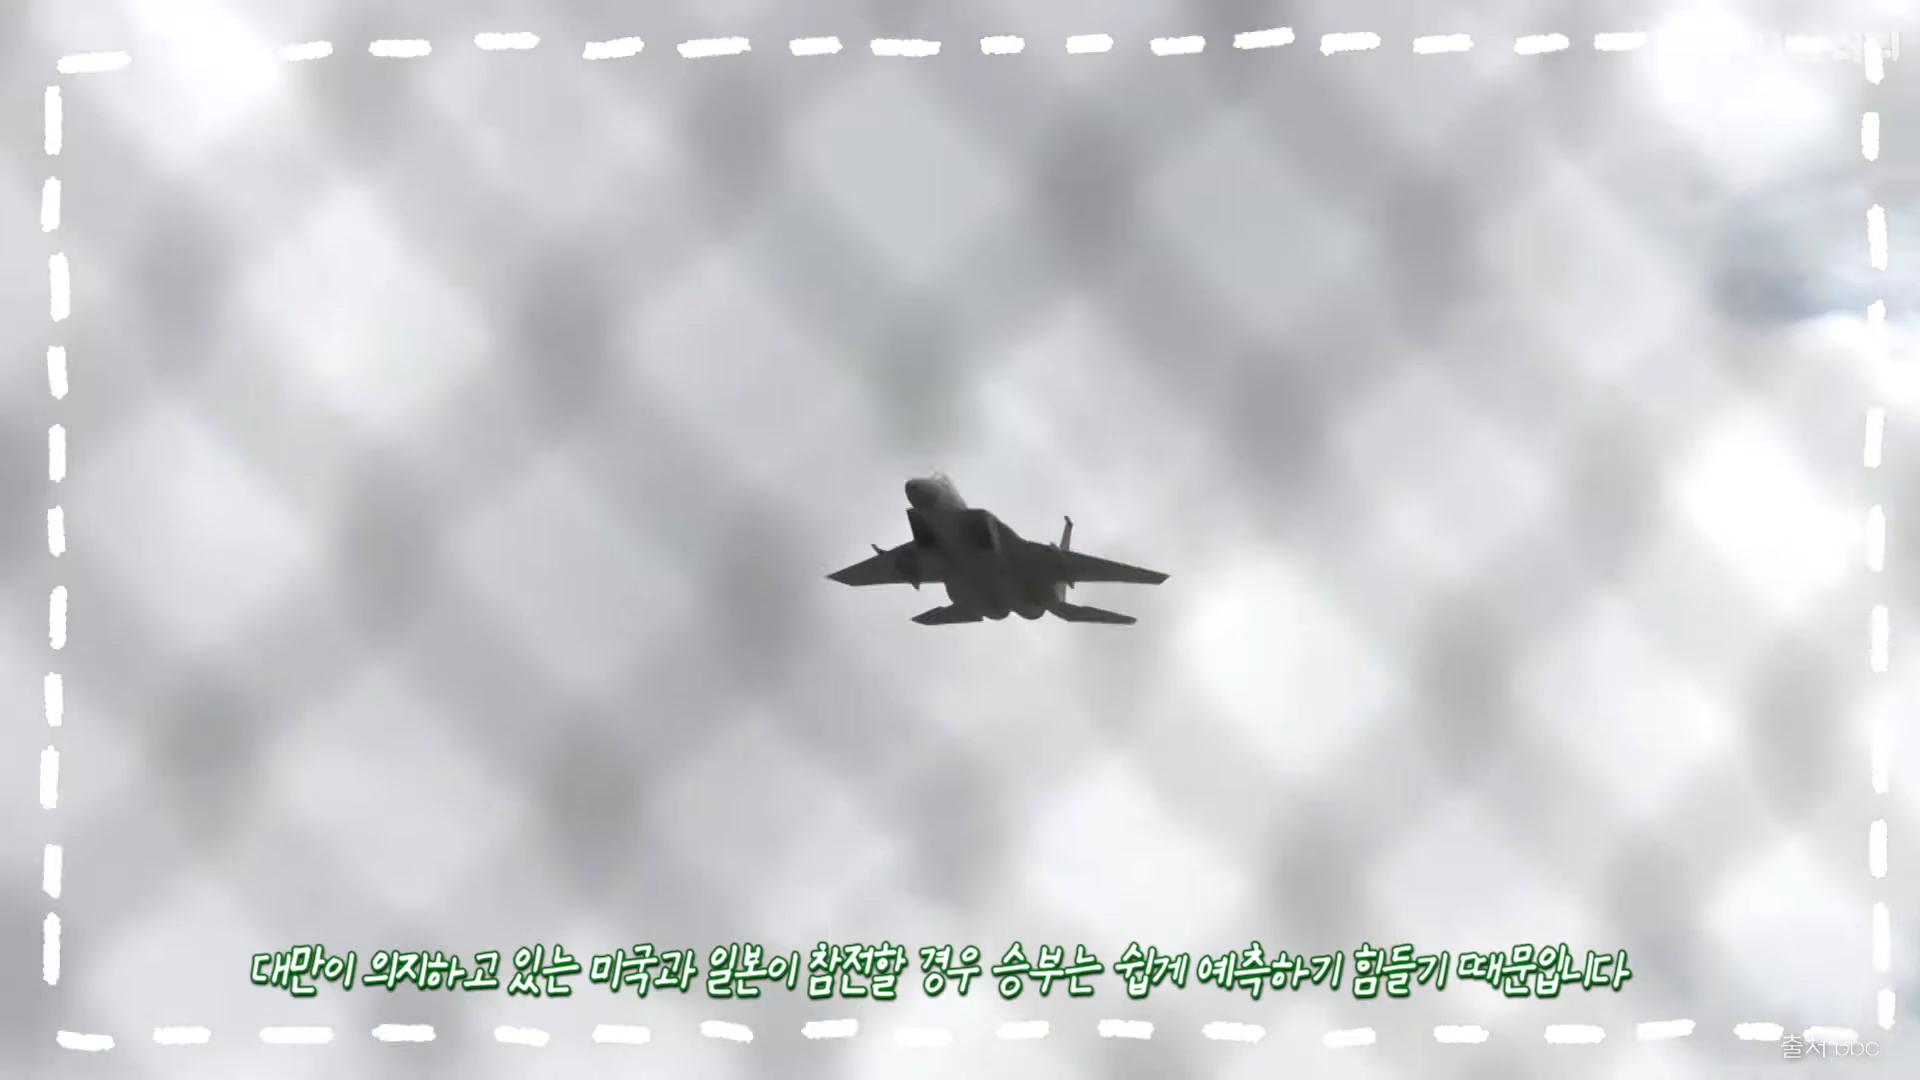 대만이 의지하고 있는 미국과 일본이 참전할 경우 승부는 쉽게 예측하기 힘들기 때문입니다
출처 bbc